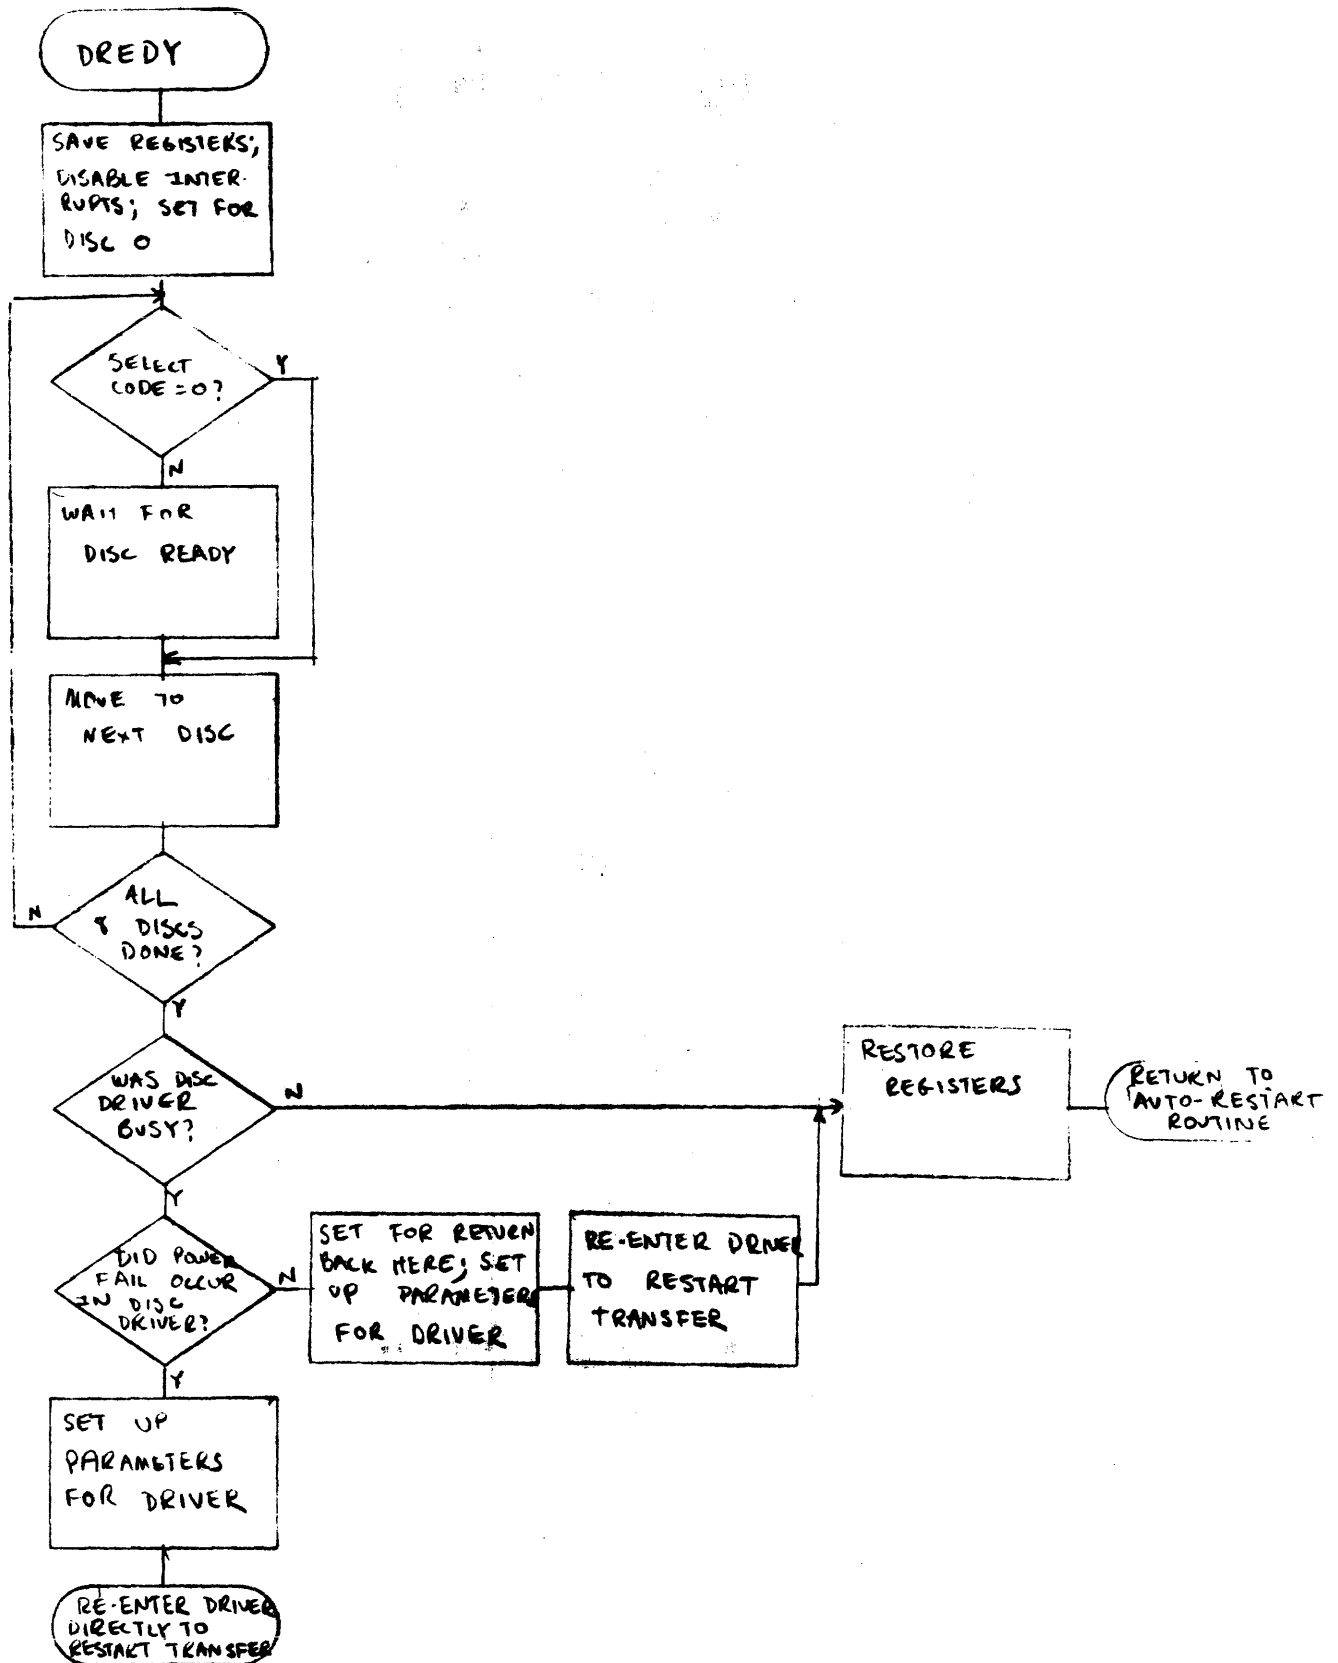 DREDY
SAVE REGISTERS;
DISABLE INTER-
RUPTS; SET FOR
DISC 0
SELECT
CODE = 0?
Y
N
WAIT FOR
DISC READY
MOVE TO
NEXT DISC
ALL
8 DISCS
DONE?
N
Y
WAS DISC
DRIVER
BUSY?
N
RESTORE
REGISTERS
RETURN TO
AUTO-RESTART
ROUTINE
Y
DID POWER
FAIL OCCUR
IN DISC
DRIVER?
N
SET FOR RETURN
BACK HERE; SET
UP PARAMETERS
FOR DRIVER
RE-ENTER DRIVER
TO RESTART
TRANSFER
Y
SET UP
PARAMETERS
FOR DRIVER
RE-ENTER DRIVER
DIRECTLY TO
RESTART TRANSFER